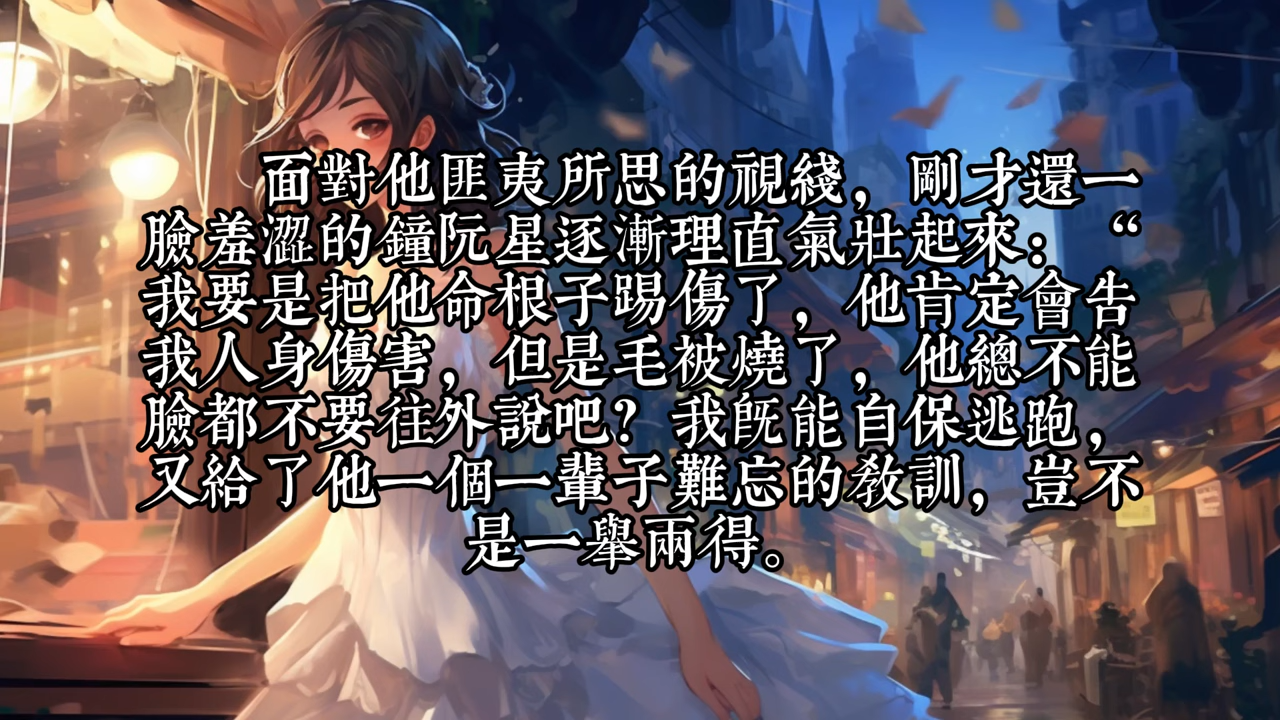 面對他匪夷所思的視綫，剛才還一
臉羞澀的鐘阮星逐漸理直氣壯起來：“
我要是把他命根子踢傷了，他肯定會告
我人身傷害，但是毛被燒了，他總不能
臉都不要往外說吧？我既能自保逃跑，
又給了他一個一輩子難忘的教訓，豈不
是一舉兩得。